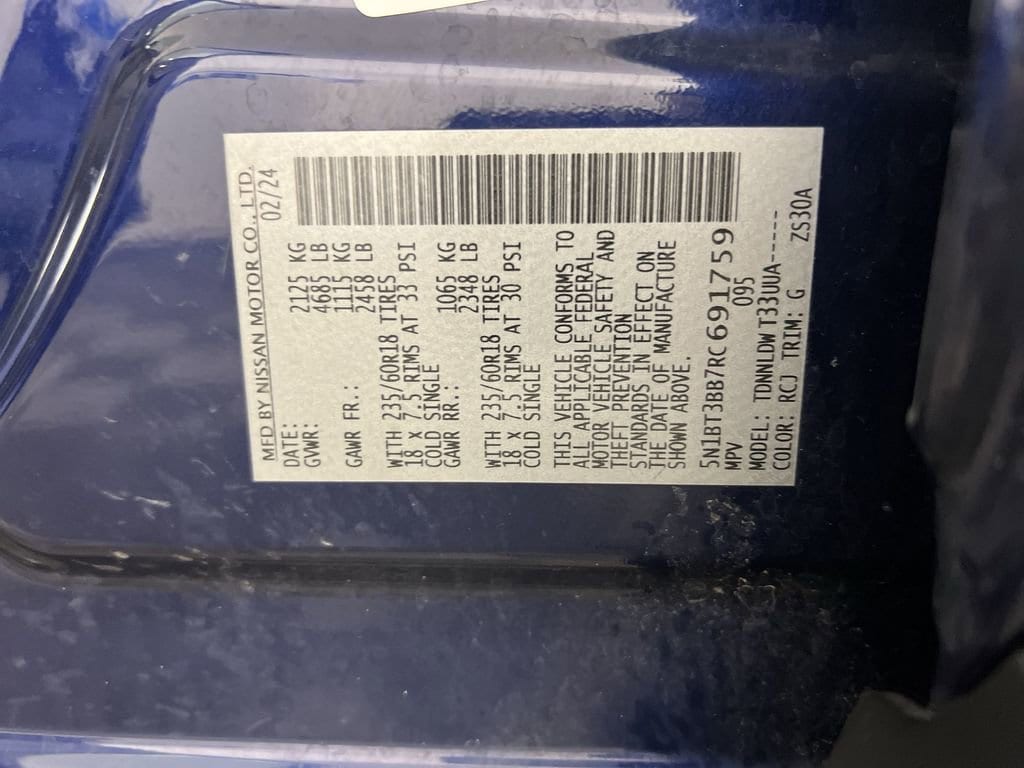 MFD BY NISSAN MOTOR CO., LTD.
DATE: 02/24
GVWR: 2125 KG
4685 LB
GAWR FR.: 1115 KG
2458 LB
WITH 235/60R18 TIRES
18 x 7.5 RIMS AT 33 PSI
COLD SINGLE
GAWR RR.: 1065 KG
2348 LB
WITH 235/60R18 TIRES
18 x 7.5 RIMS AT 30 PSI
COLD SINGLE
THIS VEHICLE CONFORMS TO
ALL APPLICABLE FEDERAL
MOTOR VEHICLE SAFETY AND
THEFT PREVENTION
STANDARDS IN EFFECT ON
THE DATE OF MANUFACTURE
SHOWN ABOVE.
5N1BT3BB7RC691759
MPV 095
MODEL: TDNNLDW T33UUA-----
COLOR: RCJ TRIM: G ZS30A